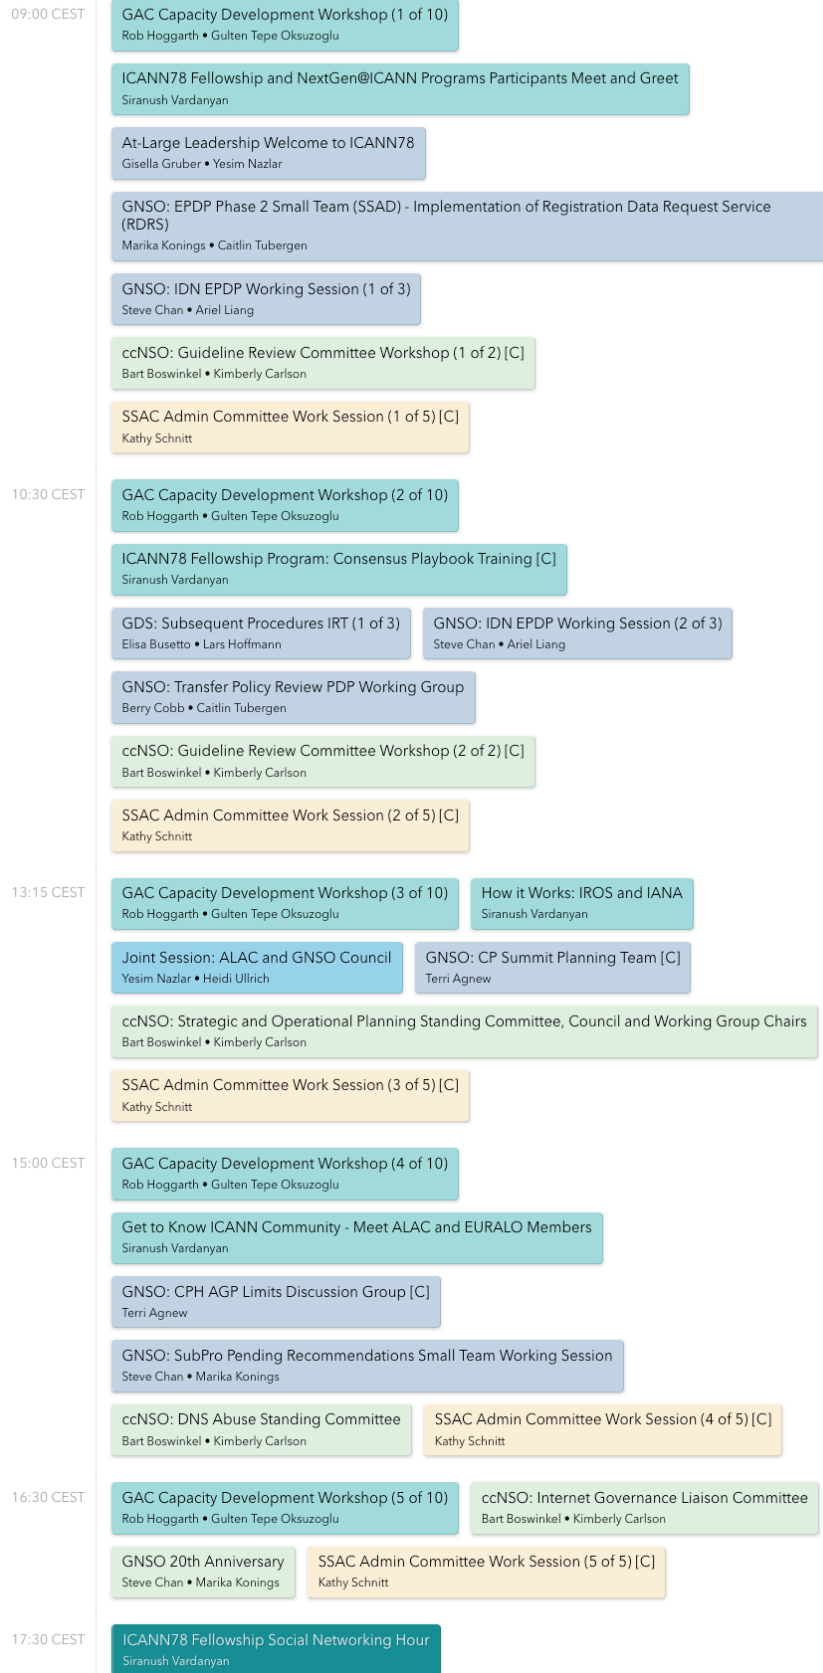 09:00 CEST
GAC Capacity Development Workshop (1 of 10)
Rob Hoggarth • Gulten Tepe Oksuzoglu
ICANN78 Fellowship and NextGen@ICANN Programs Participants Meet and Greet
Siranush Vardanyan
At-Large Leadership Welcome to ICANN78
Gisella Gruber • Yesim Nazlar
GNSO: EPDP Phase 2 Small Team (SSAD) - Implementation of Registration Data Request Service
(RDRS)
Marika Konings • Caitlin Tubergen
GNSO: IDN EPDP Working Session (1 of 3)
Steve Chan • Ariel Liang
ccNSO: Guideline Review Committee Workshop (1 of 2) [C]
Bart Boswinkel • Kimberly Carlson
SSAC Admin Committee Work Session (1 of 5) [C]
Kathy Schnitt
10:30 CEST
GAC Capacity Development Workshop (2 of 10)
Rob Hoggarth • Gulten Tepe Oksuzoglu
ICANN78 Fellowship Program: Consensus Playbook Training [C]
Siranush Vardanyan
GDS: Subsequent Procedures IRT (1 of 3)
Elisa Busetto • Lars Hoffmann
GNSO: IDN EPDP Working Session (2 of 3)
Steve Chan • Ariel Liang
GNSO: Transfer Policy Review PDP Working Group
Berry Cobb • Caitlin Tubergen
ccNSO: Guideline Review Committee Workshop (2 of 2) [C]
Bart Boswinkel • Kimberly Carlson
SSAC Admin Committee Work Session (2 of 5) [C]
Kathy Schnitt
13:15 CEST
GAC Capacity Development Workshop (3 of 10)
Rob Hoggarth • Gulten Tepe Oksuzoglu
How it Works: IROS and IANA
Siranush Vardanyan
Joint Session: ALAC and GNSO Council
Yesim Nazlar • Heidi Ullrich
GNSO: CP Summit Planning Team [C]
Terri Agnew
ccNSO: Strategic and Operational Planning Standing Committee, Council and Working Group Chairs
Bart Boswinkel • Kimberly Carlson
SSAC Admin Committee Work Session (3 of 5) [C]
Kathy Schnitt
15:00 CEST
GAC Capacity Development Workshop (4 of 10)
Rob Hoggarth • Gulten Tepe Oksuzoglu
Get to Know ICANN Community - Meet ALAC and EURALO Members
Siranush Vardanyan
GNSO: CPH AGP Limits Discussion Group [C]
Terri Agnew
GNSO: SubPro Pending Recommendations Small Team Working Session
Steve Chan • Marika Konings
ccNSO: DNS Abuse Standing Committee
Bart Boswinkel • Kimberly Carlson
SSAC Admin Committee Work Session (4 of 5) [C]
Kathy Schnitt
16:30 CEST
GAC Capacity Development Workshop (5 of 10)
Rob Hoggarth • Gulten Tepe Oksuzoglu
ccNSO: Internet Governance Liaison Committee
Bart Boswinkel • Kimberly Carlson
GNSO 20th Anniversary
Steve Chan • Marika Konings
SSAC Admin Committee Work Session (5 of 5) [C]
Kathy Schnitt
17:30 CEST
ICANN78 Fellowship Social Networking Hour
Siranush Vardanyan